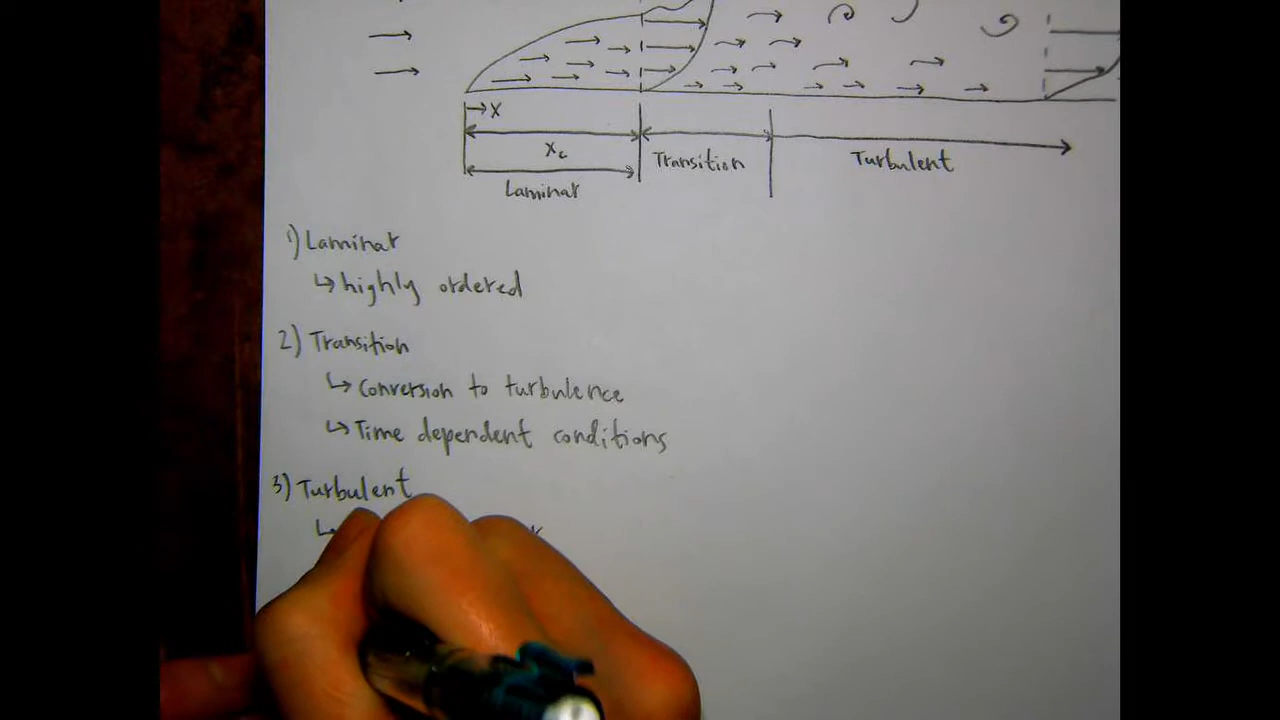 x
xc
Laminar
Transition
Turbulent
1) Laminar
↳ highly ordered
2) Transition
↳ Conversion to turbulence
↳ Time dependent conditions
3) Turbulent